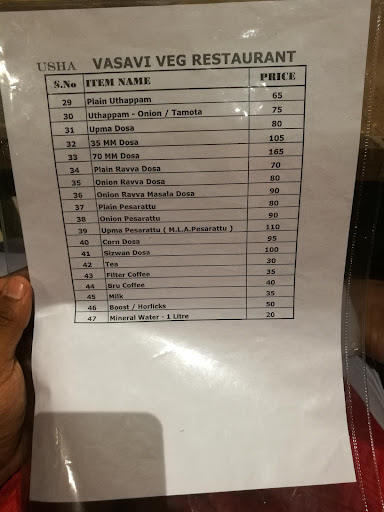 USHA VASAVI VEG RESTAURANT
S.No ITEM NAME PRICE
29 Plain Uthappam 65
30 Uthappam - Onion / Tamota 75
31 Upma Dosa 80
32 35 MM Dosa 105
33 70 MM Dosa 165
34 Plain Ravva Dosa 70
35 Onion Ravva Dosa 80
36 Onion Ravva Masala Dosa 90
37 Plain Pesarattu 80
38 Onion Pesarattu 90
39 Upma Pesarattu ( M.L.A.Pesarattu ) 110
40 Corn Dosa 95
41 Sizwan Dosa 100
42 Tea 30
43 Filter Coffee 35
44 Bru Coffee 40
45 Milk 35
46 Boost / Horlicks 50
47 Mineral Water - 1 Litre 20